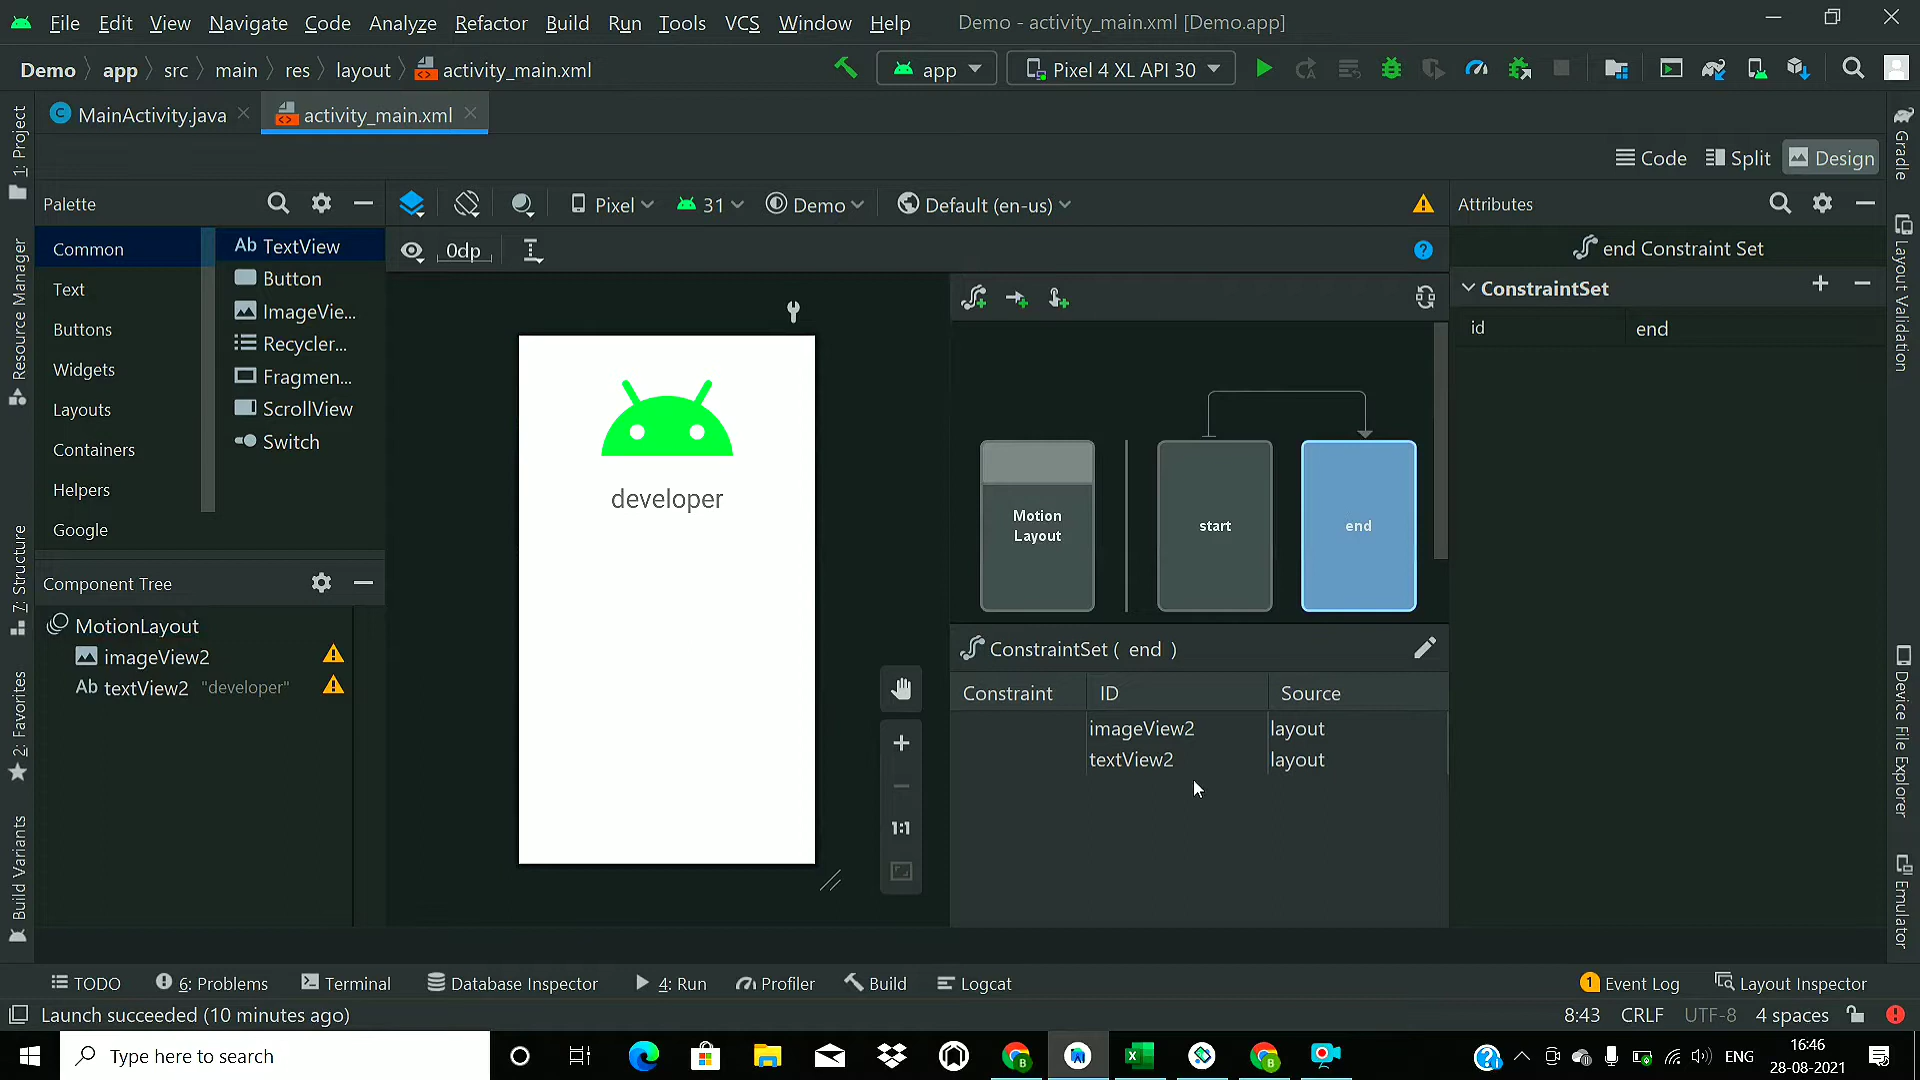 File Edit View Navigate Code Analyze Refactor Build Run Tools VCS Window Help Demo - activity_main.xml [Demo.app]
Demo app src main res layout activity_main.xml app Pixel 4 XL API 30
MainActivity.java activity_main.xml
Code Split Design
Palette Pixel 31 Demo Default (en-us) Attributes
0dp
Common
Text
Buttons
Widgets
Layouts
Containers
Helpers
Google
Ab TextView
Button
ImageVie...
Recycler...
Fragmen...
ScrollView
Switch
developer
Motion
Layout
start
end
end Constraint Set
ConstraintSet
id end
Component Tree
MotionLayout
imageView2
Ab textView2 "developer"
1:1
ConstraintSet ( end )
Constraint ID Source
imageView2 layout
textView2 layout
1: Project
Resource Manager
7: Structure
2: Favorites
Build Variants
Gradle
Layout Validation
Device File Explorer
Emulator
TODO 6: Problems Terminal Database Inspector 4: Run Profiler Build Logcat 1 Event Log Layout Inspector
Launch succeeded (10 minutes ago) 8:43 CRLF UTF-8 4 spaces
Type here to search ENG 16:46
28-08-2021